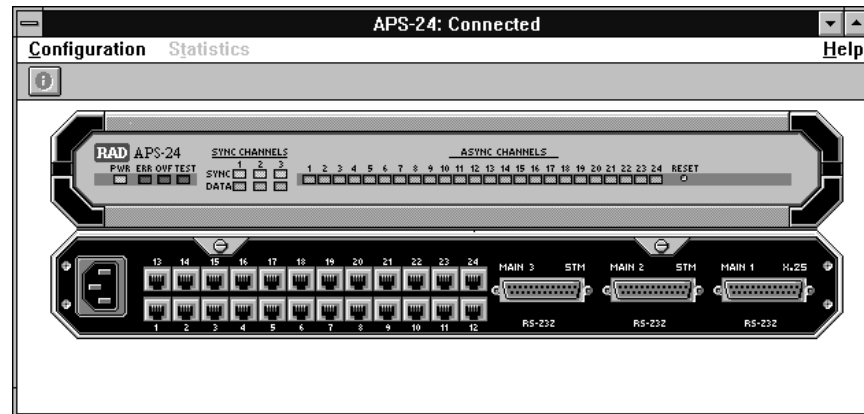 APS-24: Connected
Configuration Statistics Help
RAD APS-24 SYNC CHANNELS ASYNC CHANNELS
1 2 3
PWR ERR OVF TEST SYNC 1 2 3 4 5 6 7 8 9 10 11 12 13 14 15 16 17 18 19 20 21 22 23 24 RESET
DATA
13 14 15 16 17 18 19 20 21 22 23 24 MAIN 3 STM MAIN 2 STM MAIN 1 X.25
1 2 3 4 5 6 7 8 9 10 11 12 RS-232 RS-232 RS-232